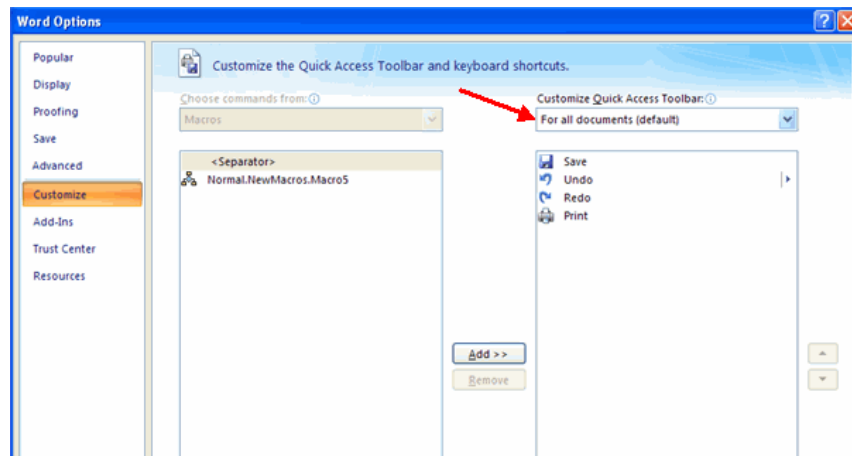 Word Options
Popular
Display
Proofing
Save
Advanced
Customize
Add-Ins
Trust Center
Resources
Customize the Quick Access Toolbar and keyboard shortcuts.
Choose commands from:
Macros
<Separator>
Normal.NewMacros.Macro5
Add >>
Remove
Customize Quick Access Toolbar:
For all documents (default)
Save
Undo
Redo
Print